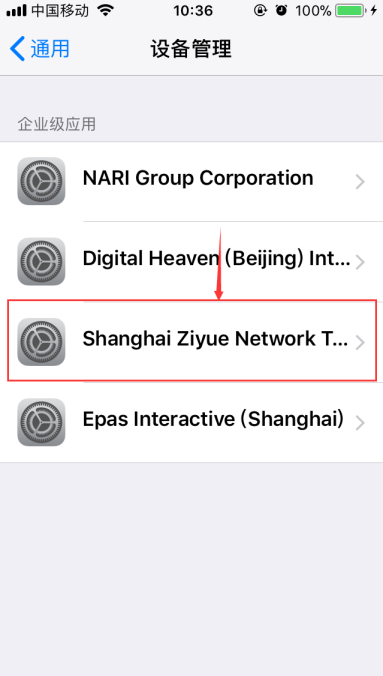 中国移动 10:36 100%
通用 设备管理
企业级应用
NARI Group Corporation
Digital Heaven (Beijing) Int...
Shanghai Ziyue Network T...
Epas Interactive (Shanghai)